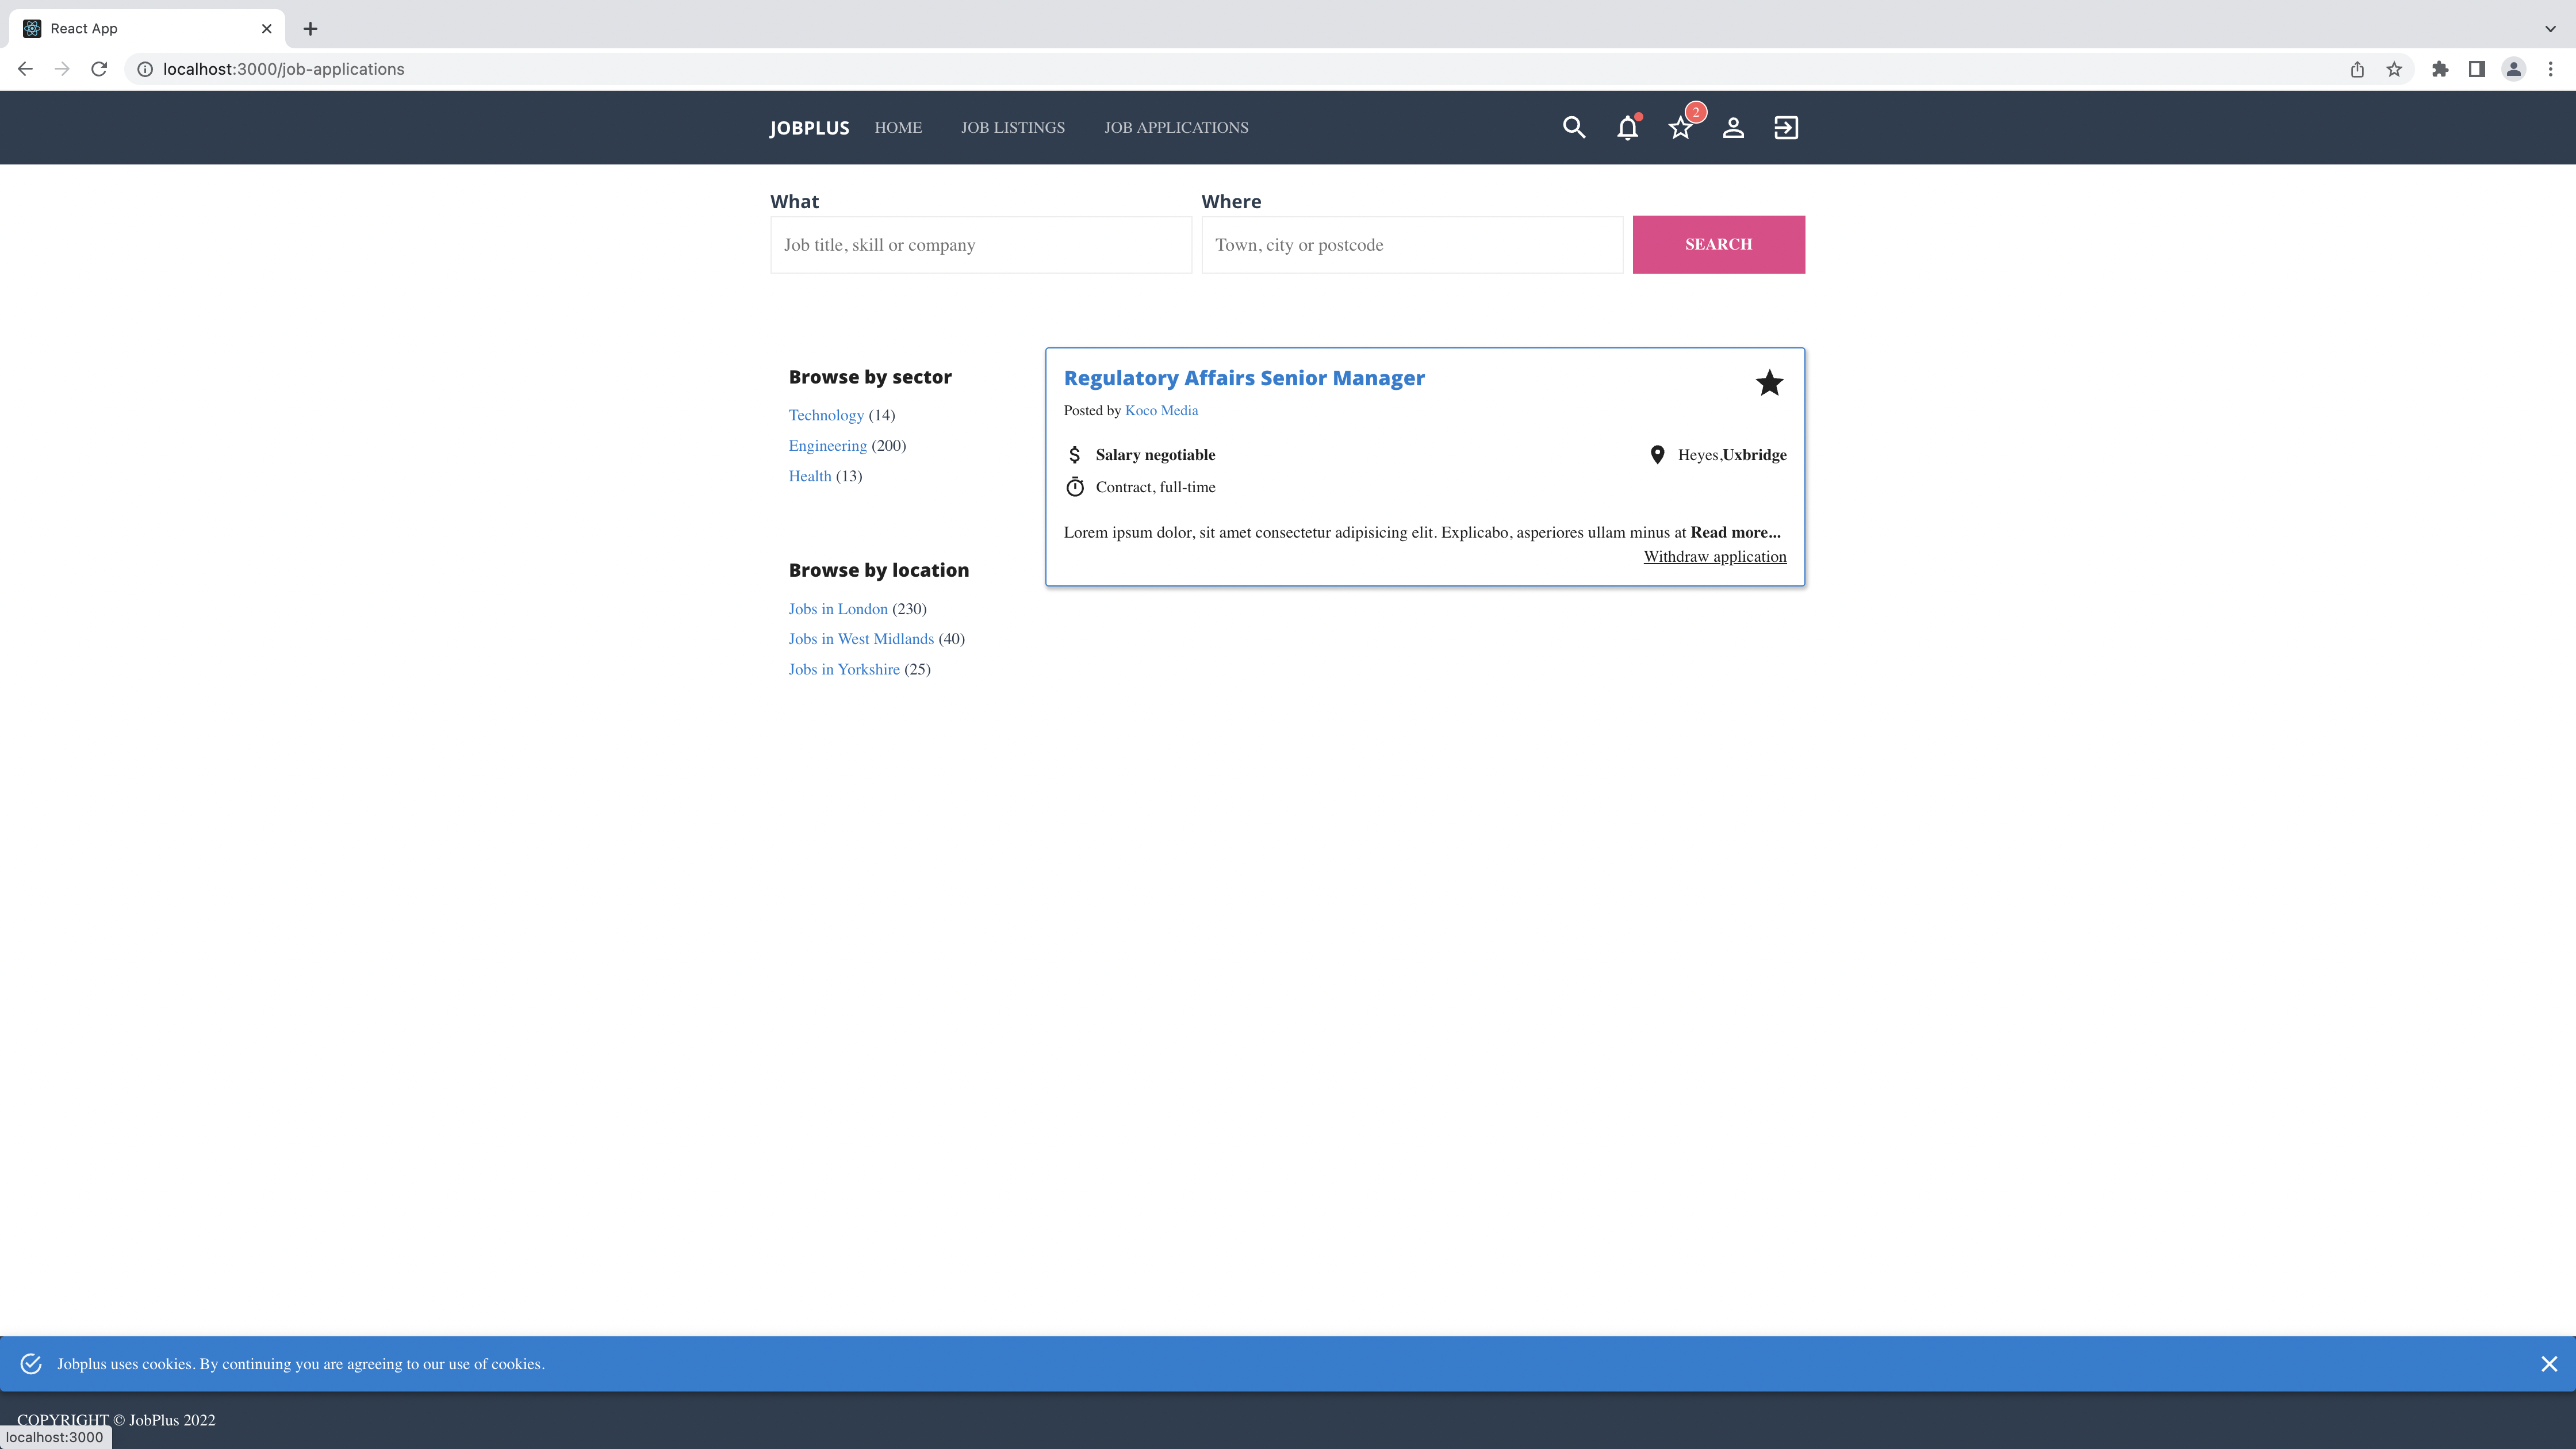 React App
localhost:3000/job-applications
JOBPLUS HOME JOB LISTINGS JOB APPLICATIONS 2
What Where
Job title, skill or company Town, city or postcode SEARCH
Browse by sector
Technology (14)
Engineering (200)
Health (13)
Browse by location
Jobs in London (230)
Jobs in West Midlands (40)
Jobs in Yorkshire (25)
Regulatory Affairs Senior Manager
Posted by Koco Media
Salary negotiable Heyes,Uxbridge
Contract, full-time
Lorem ipsum dolor, sit amet consectetur adipisicing elit. Explicabo, asperiores ullam minus at Read more...
Withdraw application
Jobplus uses cookies. By continuing you are agreeing to our use of cookies.
COPYRIGHT © JobPlus 2022
localhost:3000